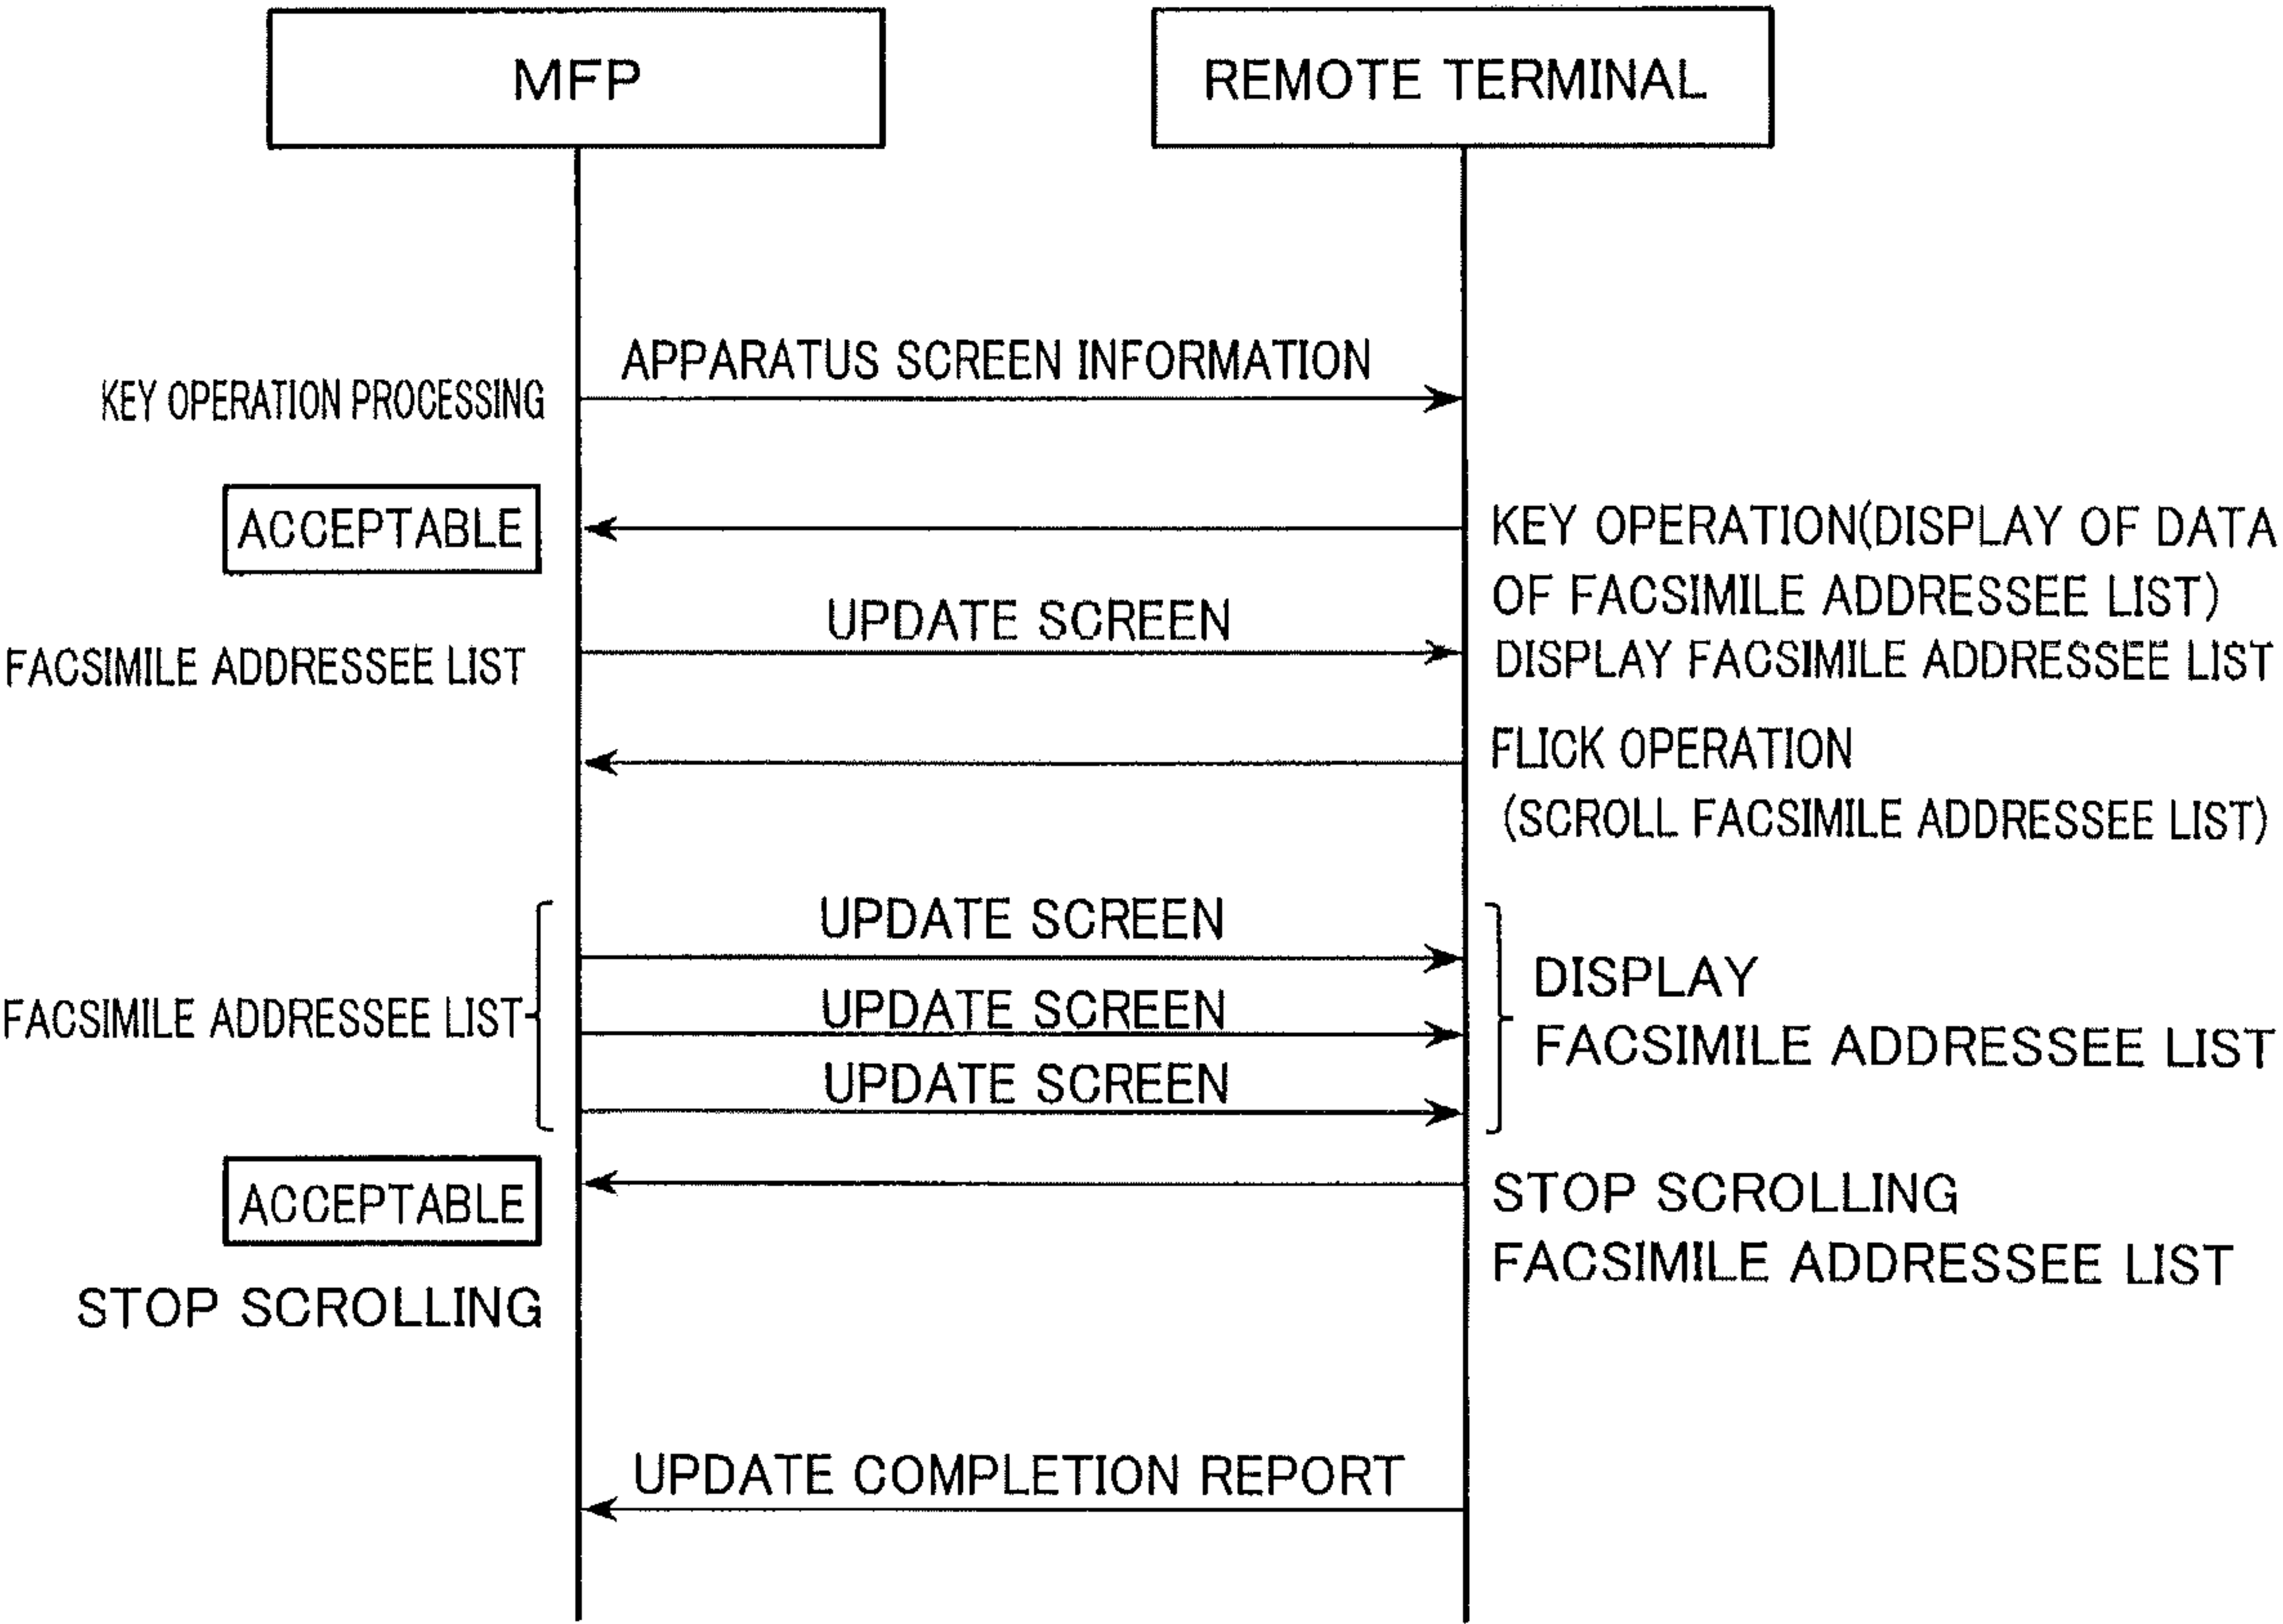 MFP
REMOTE TERMINAL
APPARATUS SCREEN INFORMATION
KEY OPERATION PROCESSING
ACCEPTABLE
KEY OPERATION(DISPLAY OF DATA
OF FACSIMILE ADDRESSEE LIST)
UPDATE SCREEN
FACSIMILE ADDRESSEE LIST
DISPLAY FACSIMILE ADDRESSEE LIST
FLICK OPERATION
(SCROLL FACSIMILE ADDRESSEE LIST)
UPDATE SCREEN
UPDATE SCREEN
UPDATE SCREEN
FACSIMILE ADDRESSEE LIST
DISPLAY
FACSIMILE ADDRESSEE LIST
ACCEPTABLE
STOP SCROLLING
STOP SCROLLING
FACSIMILE ADDRESSEE LIST
UPDATE COMPLETION REPORT